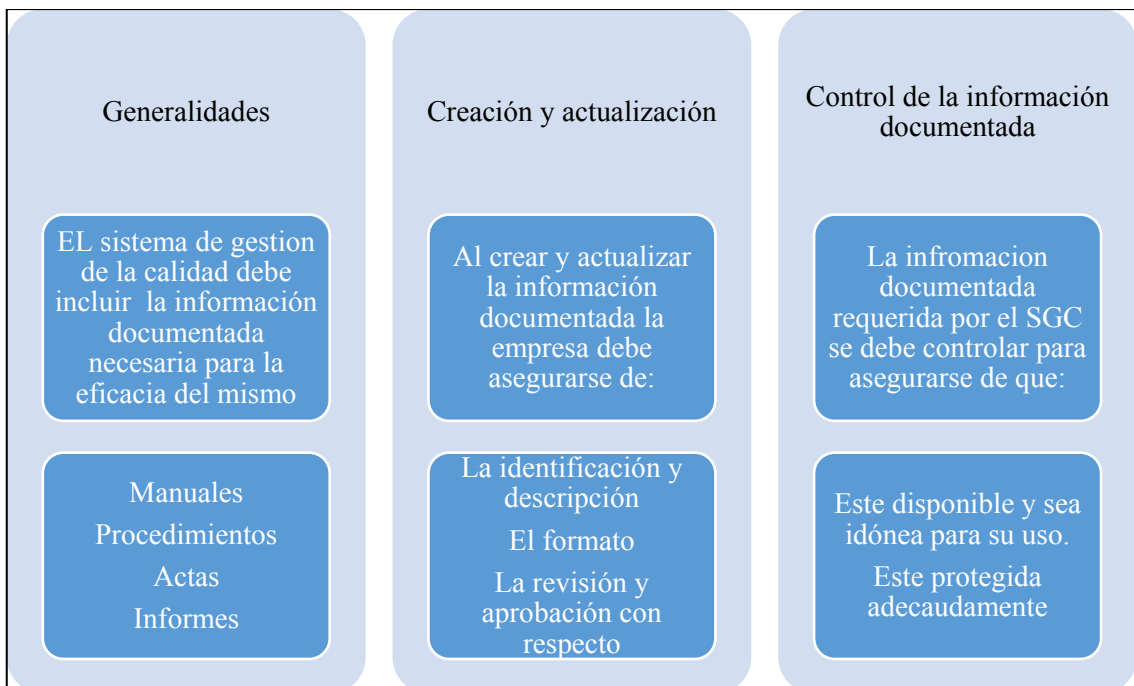 Generalidades
EL sistema de gestion
de la calidad debe
incluir la información
documentada
necesaria para la
eficacia del mismo
Manuales
Procedimientos
Actas
Informes
Creación y actualización
Al crear y actualizar
la información
documentada la
empresa debe
asegurarse de:
La identificación y
descripción
El formato
La revisión y
aprobación con
respecto
Control de la información
documentada
La infromacion
documentada
requerida por el SGC
se debe controlar para
asegurarse de que:
Este disponible y sea
idónea para su uso.
Este protegida
adecaudamente